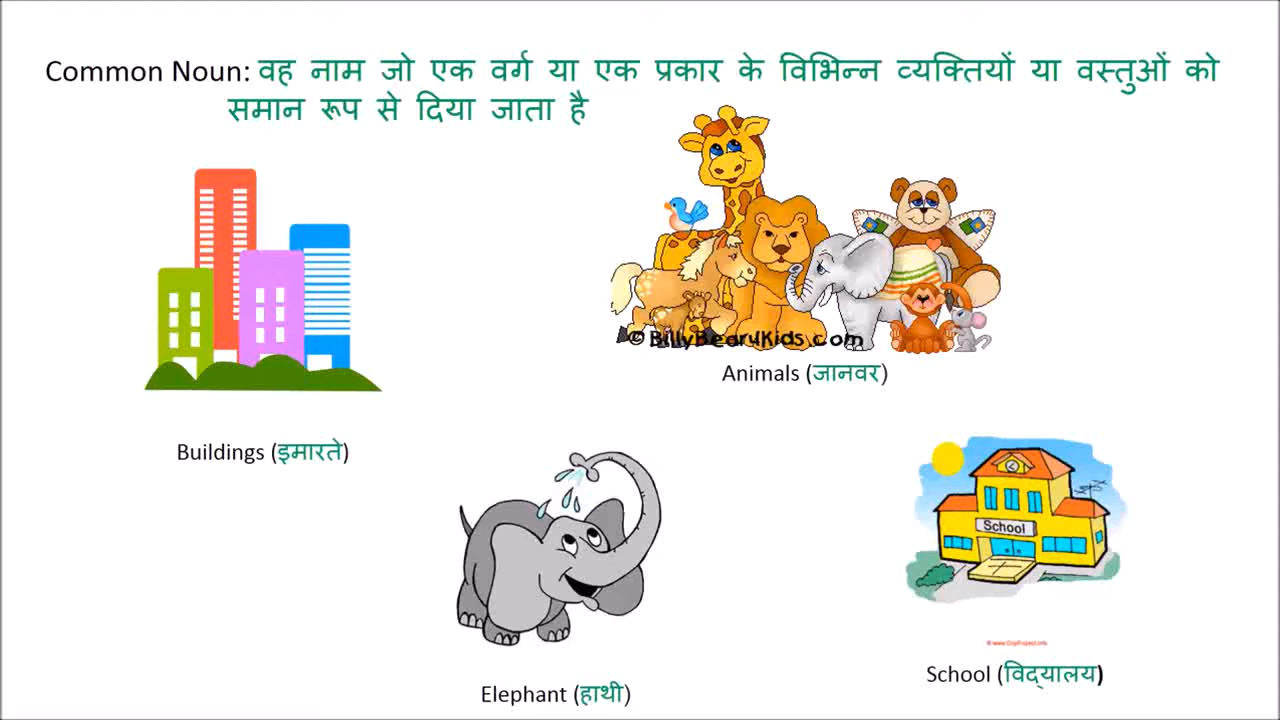 Common Noun: वह नाम जो एक वर्ग या एक प्रकार के विभिन्न व्यक्तियों या वस्तुओं को
समान रूप से दिया जाता है
© BillyBear4Kids.com
Animals (जानवर)
Buildings (इमारते)
School
Elephant (हाथी)
School (विद्यालय)